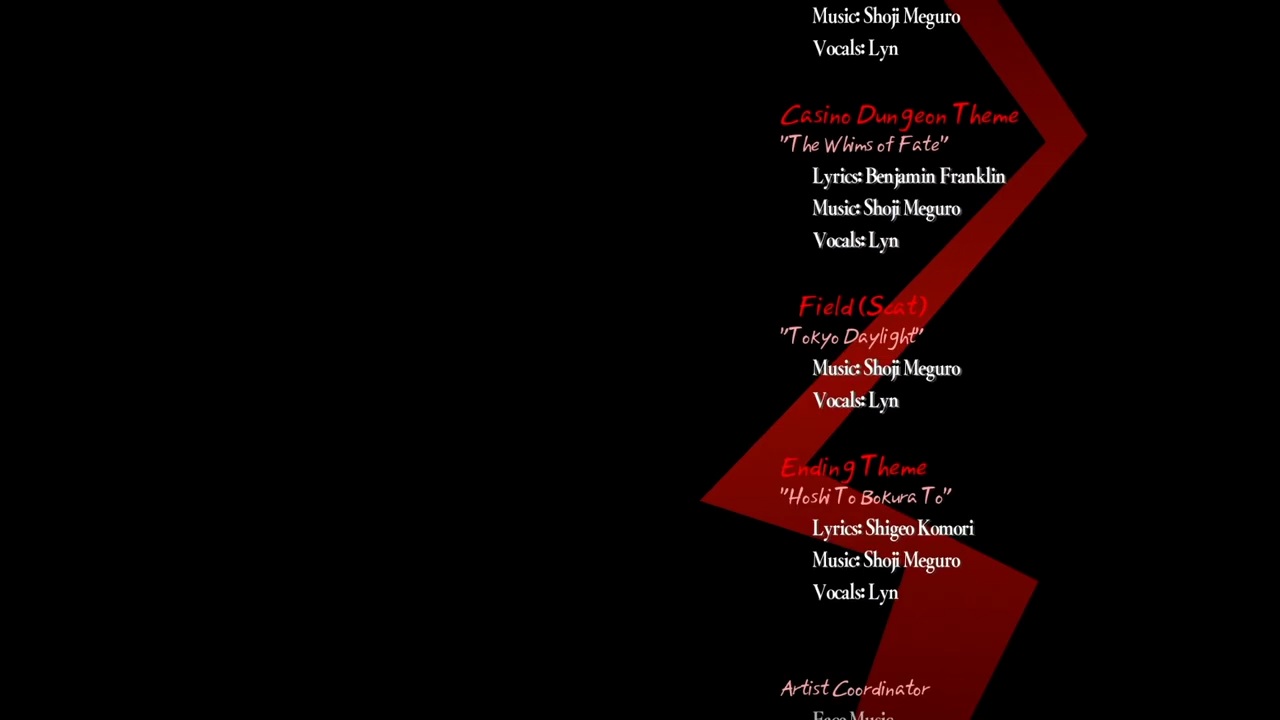 Music: Shoji Meguro
Vocals: Lyn
Casino Dungeon Theme
"The Whims of Fate"
Lyrics: Benjamin Franklin
Music: Shoji Meguro
Vocals: Lyn
Field (Scat)
"Tokyo Daylight"
Music: Shoji Meguro
Vocals: Lyn
Ending Theme
"Hoshi To Bokura To"
Lyrics: Shigeo Komori
Music: Shoji Meguro
Vocals: Lyn
Artist Coordinator
Face Music